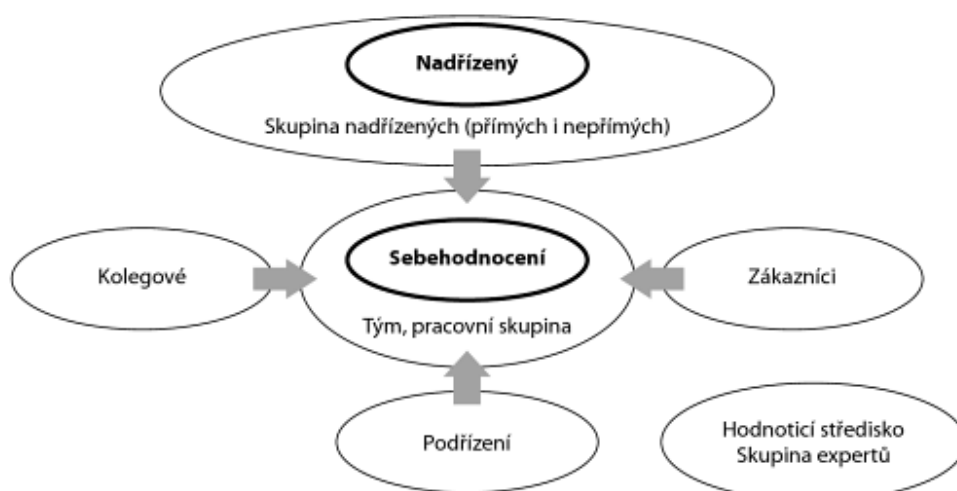 Nadřízený
Skupina nadřízených (přímých i nepřímých)
Kolegové
Sebehodnocení
Zákazníci
Tým, pracovní skupina
Podřízení
Hodnoticí středisko
Skupina expertů